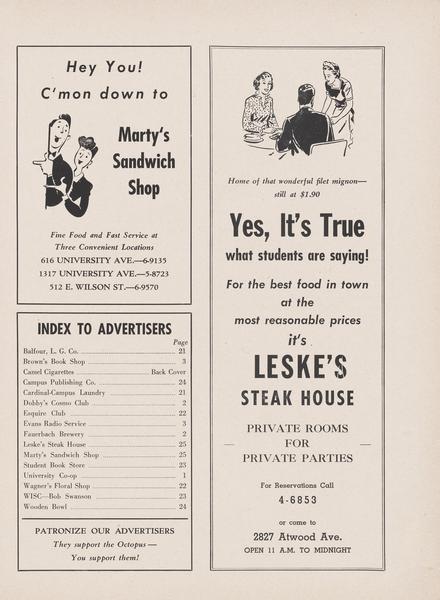 Hey You!
C'mon down to
Marty's
Sandwich
Shop
Fine Food and Fast Service at
Three Convenient Locations
616 UNIVERSITY AVE.—6-9135
1317 UNIVERSITY AVE.—5-8723
512 E. WILSON ST.—6-9570
INDEX TO ADVERTISERS
Page
Balfour, L. G. Co. 21
Brown's Book Shop 3
Camel Cigarettes Back Cover
Campus Publishing Co. 24
Cardinal-Campus Laundry 21
Dobby's Cosmo Club 2
Esquire Club 22
Evans Radio Service 3
Fauerbach Brewery 2
Leske's Steak House 25
Marty's Sandwich Shop 25
Student Book Store 23
University Co-op 1
Wagner's Floral Shop 22
WISC—Bob Swanson 23
Wooden Bowl 24
PATRONIZE OUR ADVERTISERS
They support the Octopus—
You support them!
Home of that wonderful filet mignon—
still at $1.90
Yes, It's True
what students are saying!
For the best food in town
at the
most reasonable prices
it's
LESKE'S
STEAK HOUSE
PRIVATE ROOMS
FOR
PRIVATE PARTIES
For Reservations Call
4-6853
or come to
2827 Atwood Ave.
OPEN 11 A.M. TO MIDNIGHT